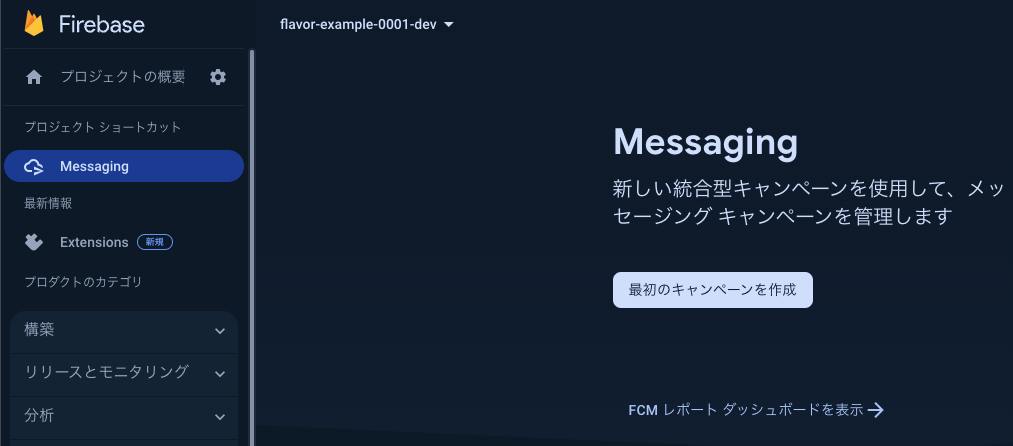 Firebase
flavor-example-0001-dev
プロジェクトの概要
プロジェクト ショートカット
Messaging
最新情報
Extensions 新規
プロダクトのカテゴリ
構築
リリースとモニタリング
分析
Messaging
新しい統合型キャンペーンを使用して、メッ
セージング キャンペーンを管理します
最初のキャンペーンを作成
FCM レポート ダッシュボードを表示